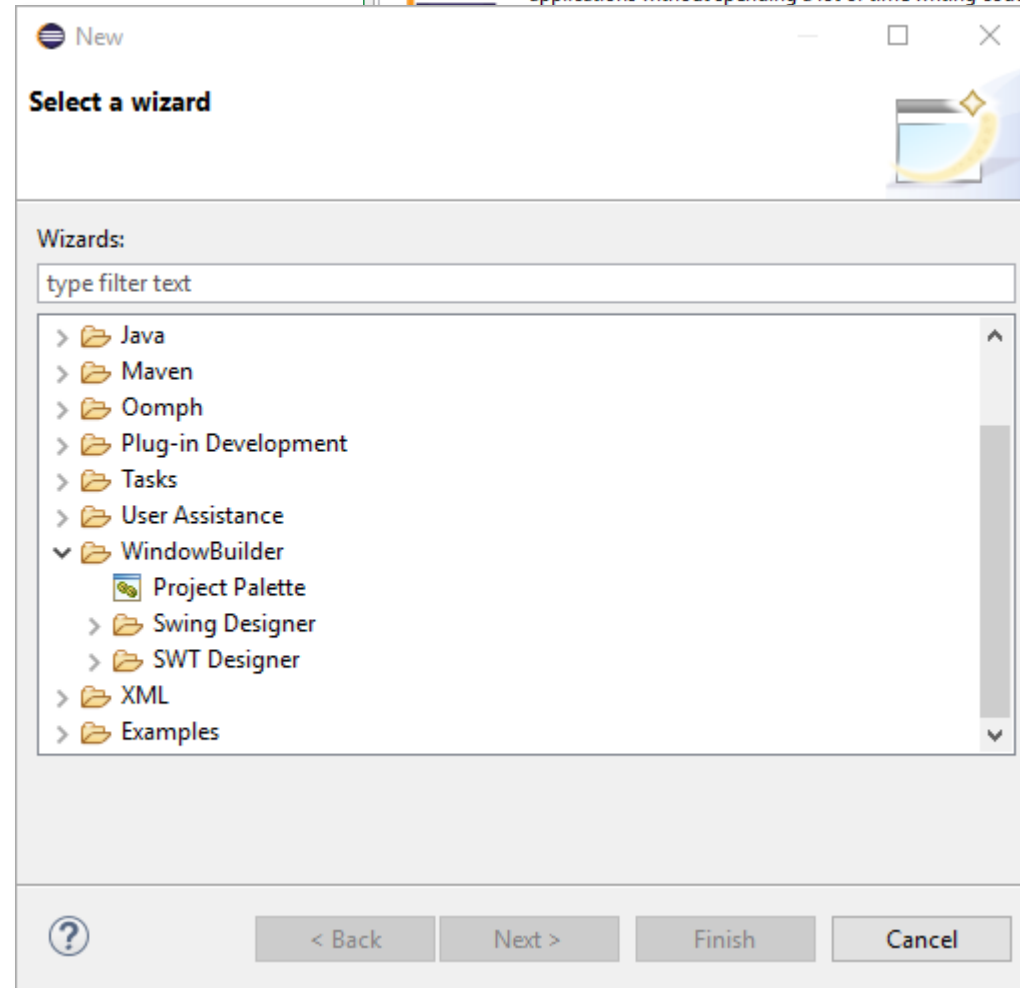 New
Select a wizard
Wizards:
type filter text
Java
Maven
Oomph
Plug-in Development
Tasks
User Assistance
WindowBuilder
Project Palette
Swing Designer
SWT Designer
XML
Examples
?
< Back Next > Finish Cancel